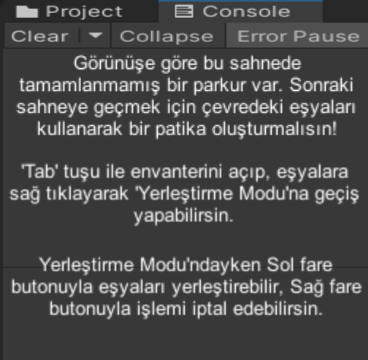 Project
Console
Clear
Collapse
Error Pause
Görünüşe göre bu sahnede
tamamlanmamış bir parkur var. Sonraki
sahneye geçmek için çevredeki eşyaları
kullanarak bir patika oluşturmalısın!
'Tab' tuşu ile envanterini açıp, eşyalara
sağ tıklayarak 'Yerleştirme Modu'na geçiş
yapabilirsin.
Yerleştirme Modu'ndayken Sol fare
butonuyla eşyaları yerleştirebilir, Sağ fare
butonuyla işlemi iptal edebilirsin.